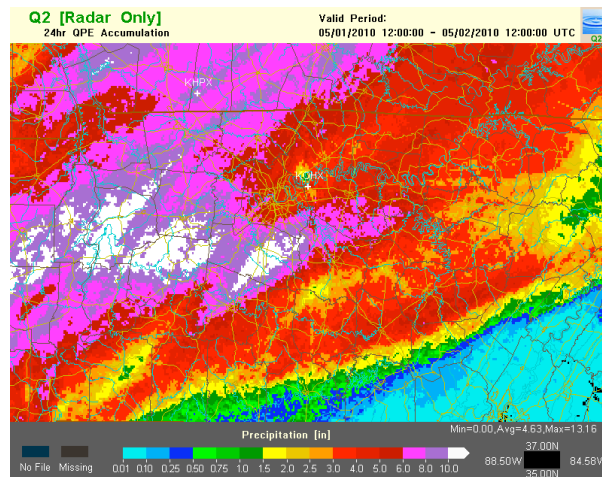 Q2 [Radar Only]
24hr QPE Accumulation
Valid Period:
05/01/2010 12:00:00 - 05/02/2010 12:00:00 UTC
Q2
KHPX
KOHX
Precipitation [in]
Min=0.00,Avg=4.63,Max=13.16
No File
Missing
0.01 0.10 0.25 0.50 0.75 1.0 1.5 2.0 2.5 3.0 4.0 5.0 6.0 8.0 10.0
37.00N
88.50W
84.58W
35.00N